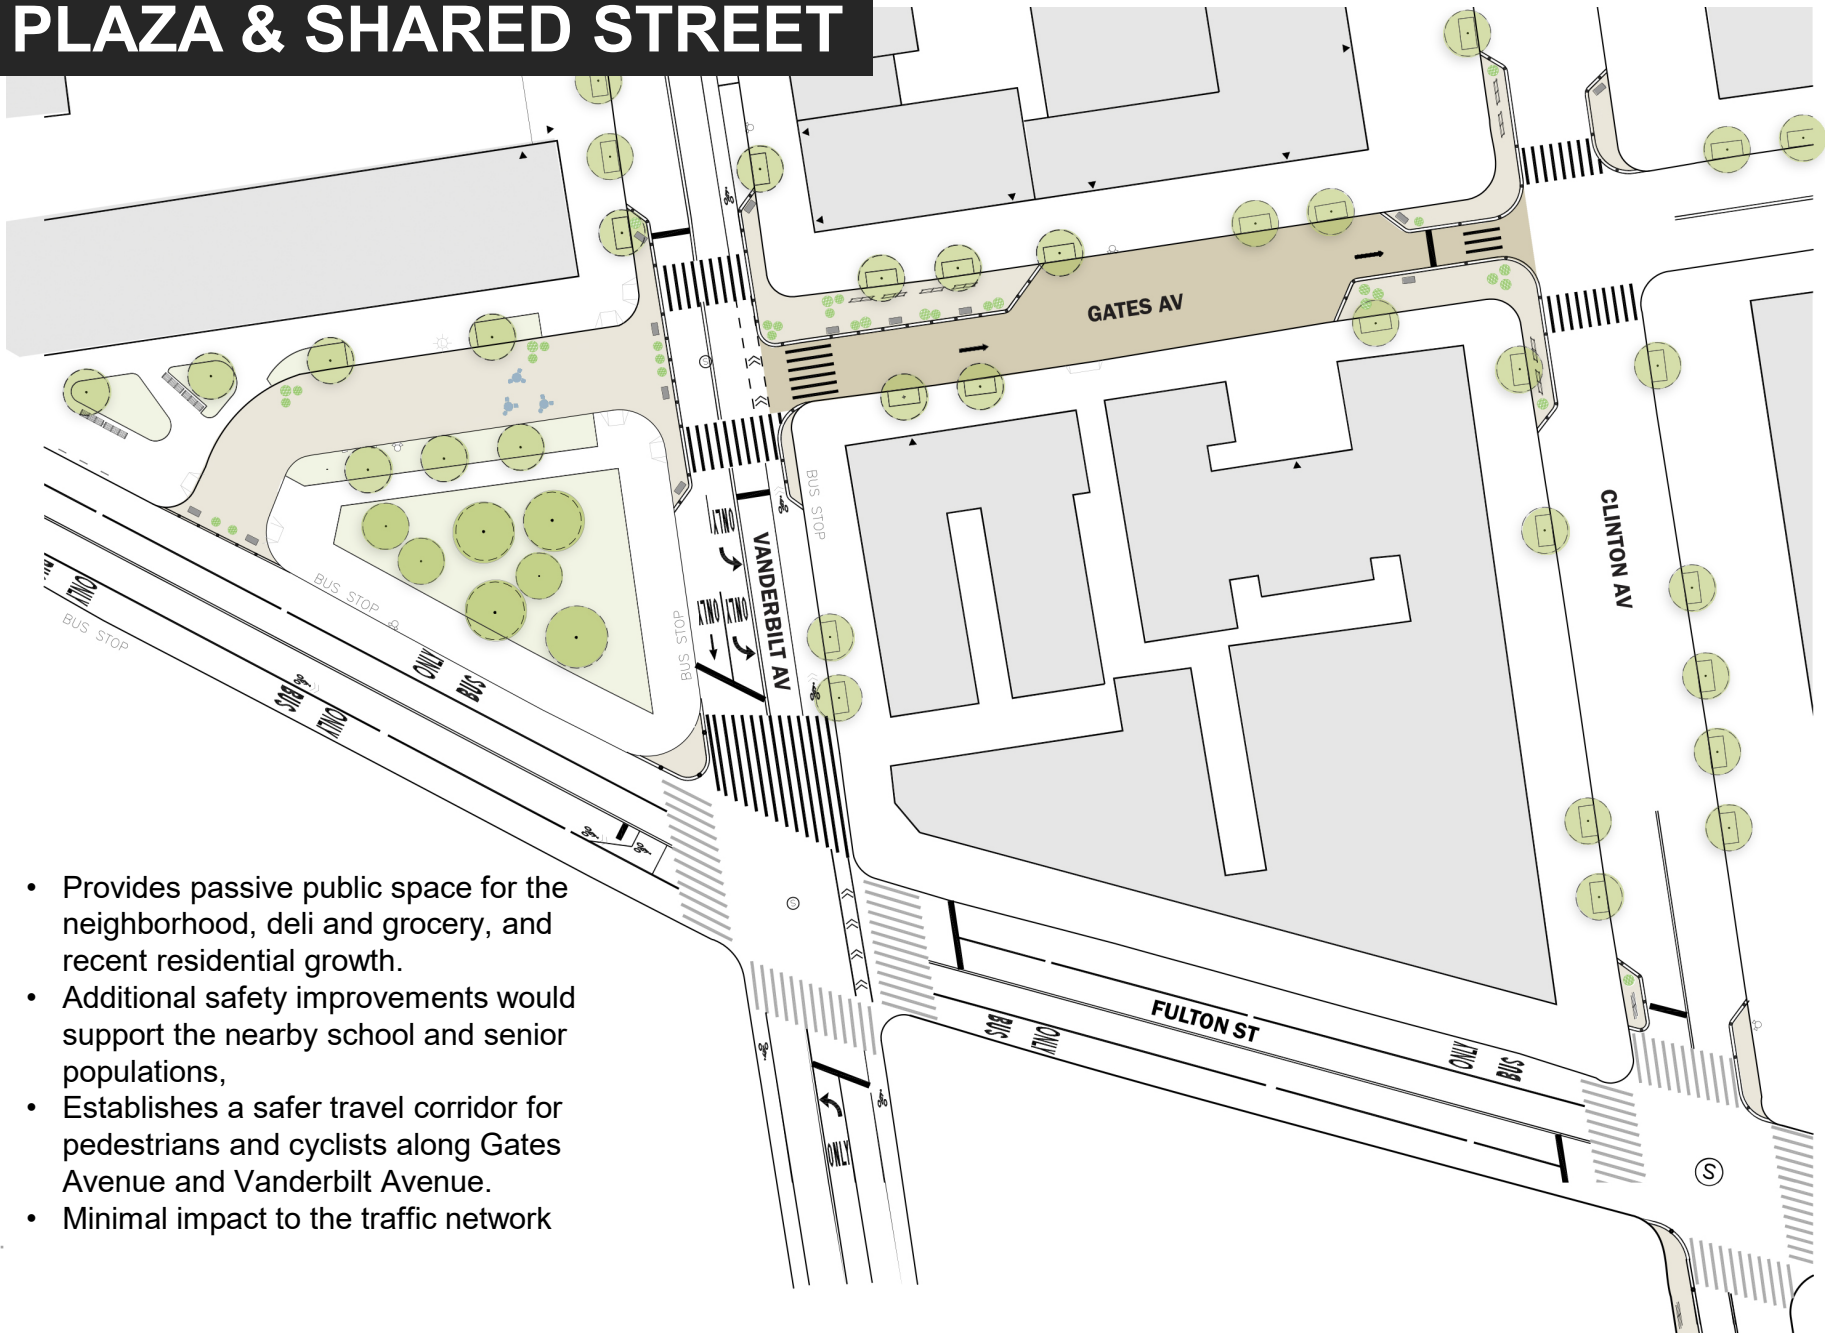 PLAZA & SHARED STREET
GATES AV
BUS STOP
CLINTON AV
ONLY
VANDERBILT AV
BUS STOP
ONLY
BUS STOP
ONLY
ONLY
BUS STOP
ONLY
BUS
BUS
ONLY
• Provides passive public space for the
neighborhood, deli and grocery, and
recent residential growth.
• Additional safety improvements would
support the nearby school and senior
populations,
• Establishes a safer travel corridor for
pedestrians and cyclists along Gates
Avenue and Vanderbilt Avenue.
• Minimal impact to the traffic network
FULTON ST
BUS
ONLY
ONLY
BUS
ONLY
S
S
S